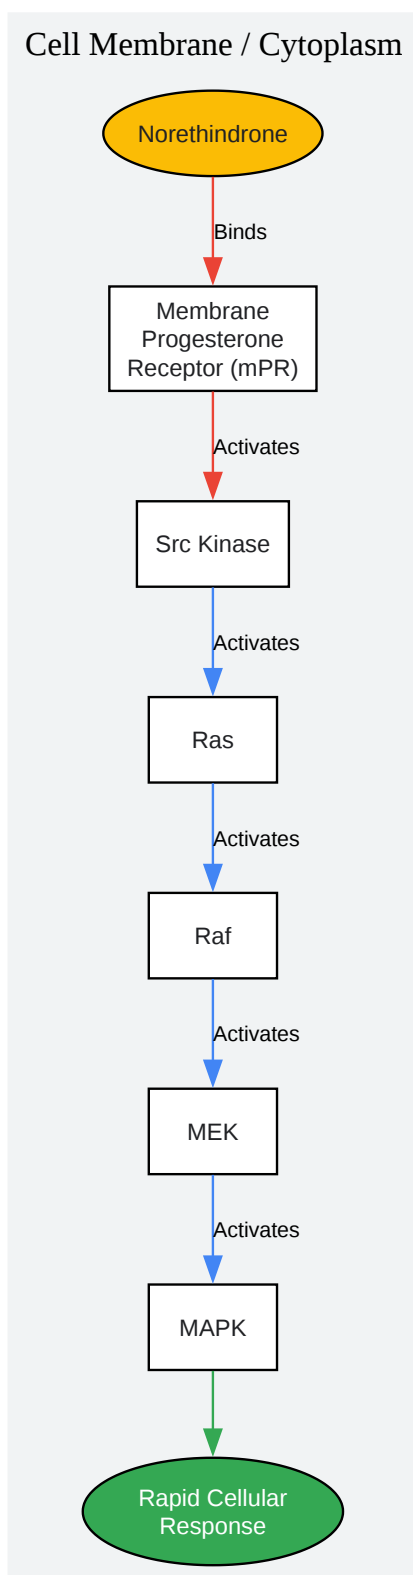 Cell Membrane / Cytoplasm
Norethindrone
Binds
Membrane
Progesterone
Receptor (mPR)
Activates
Src Kinase
Activates
Ras
Activates
Raf
Activates
MEK
Activates
MAPK
Rapid Cellular
Response